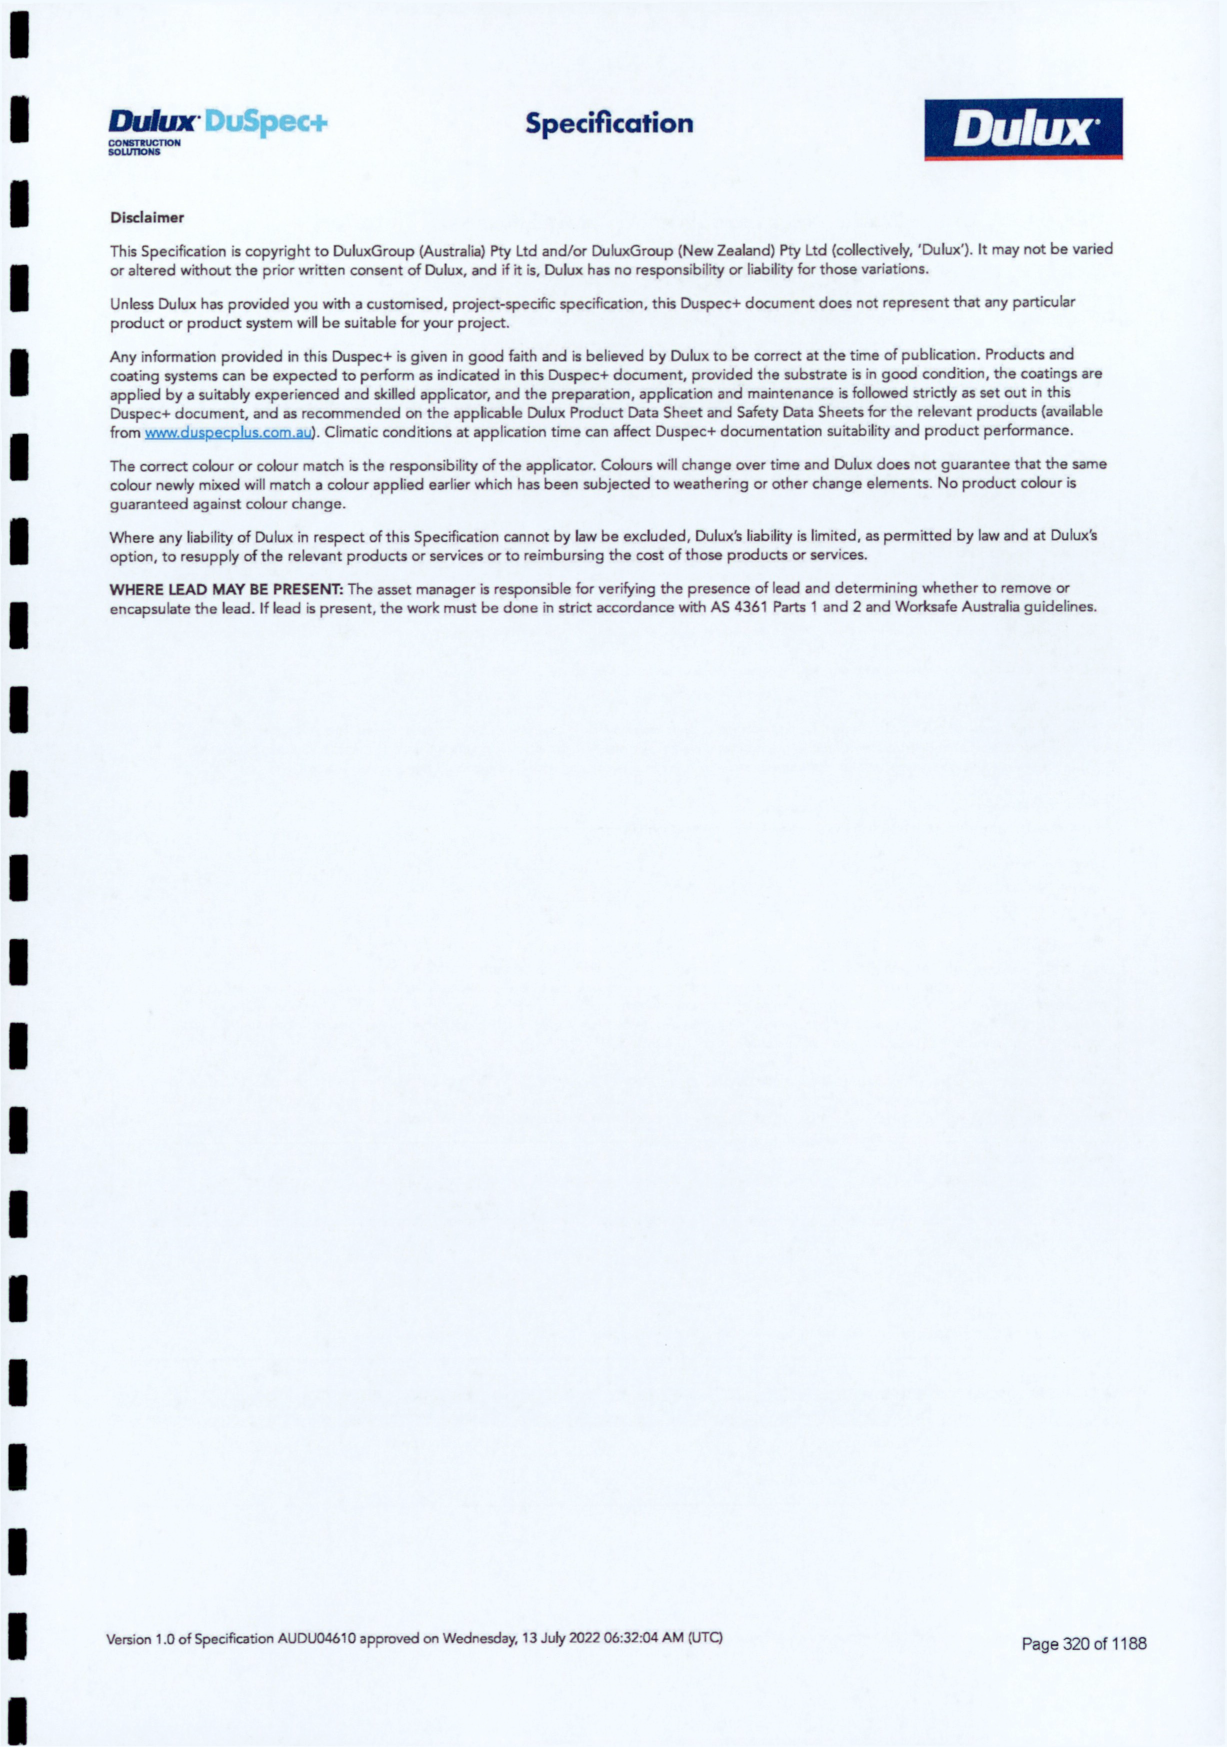 Dulux DuSpec+
CONSTRUCTION
SOLUTIONS
Specification
Dulux
Disclaimer
This Specification is copyright to DuluxGroup (Australia) Pty Ltd and/or DuluxGroup (New Zealand) Pty Ltd (collectively, 'Dulux'). It may not be varied
or altered without the prior written consent of Dulux, and if it is, Dulux has no responsibility or liability for those variations.
Unless Dulux has provided you with a customised, project-specific specification, this Duspec+ document does not represent that any particular
product or product system will be suitable for your project.
Any information provided in this Duspec+ is given in good faith and is believed by Dulux to be correct at the time of publication. Products and
coating systems can be expected to perform as indicated in this Duspec+ document, provided the substrate is in good condition, the coatings are
applied by a suitably experienced and skilled applicator, and the preparation, application and maintenance is followed strictly as set out in this
Duspec+ document, and as recommended on the applicable Dulux Product Data Sheet and Safety Data Sheets for the relevant products (available
from www.duspecplus.com.au). Climatic conditions at application time can affect Duspec+ documentation suitability and product performance.
The correct colour or colour match is the responsibility of the applicator. Colours will change over time and Dulux does not guarantee that the same
colour newly mixed will match a colour applied earlier which has been subjected to weathering or other change elements. No product colour is
guaranteed against colour change.
Where any liability of Dulux in respect of this Specification cannot by law be excluded, Dulux's liability is limited, as permitted by law and at Dulux's
option, to resupply of the relevant products or services or to reimbursing the cost of those products or services.
WHERE LEAD MAY BE PRESENT: The asset manager is responsible for verifying the presence of lead and determining whether to remove or
encapsulate the lead. If lead is present, the work must be done in strict accordance with AS 4361 Parts 1 and 2 and Worksafe Australia guidelines.
Version 1.0 of Specification AUDU04610 approved on Wednesday, 13 July 2022 06:32:04 AM (UTC)
Page 320 of 1188